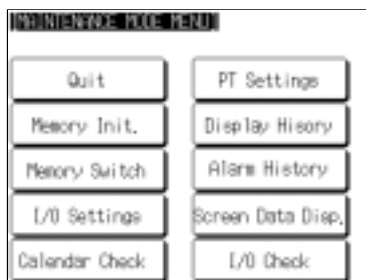 [MAINTENANCE MODE MENU]
Quit
PT Settings
Memory Init.
Display Hisory
Memory Switch
Alarm History
I/O Settings
Screen Data Disp.
Calendar Check
I/O Check